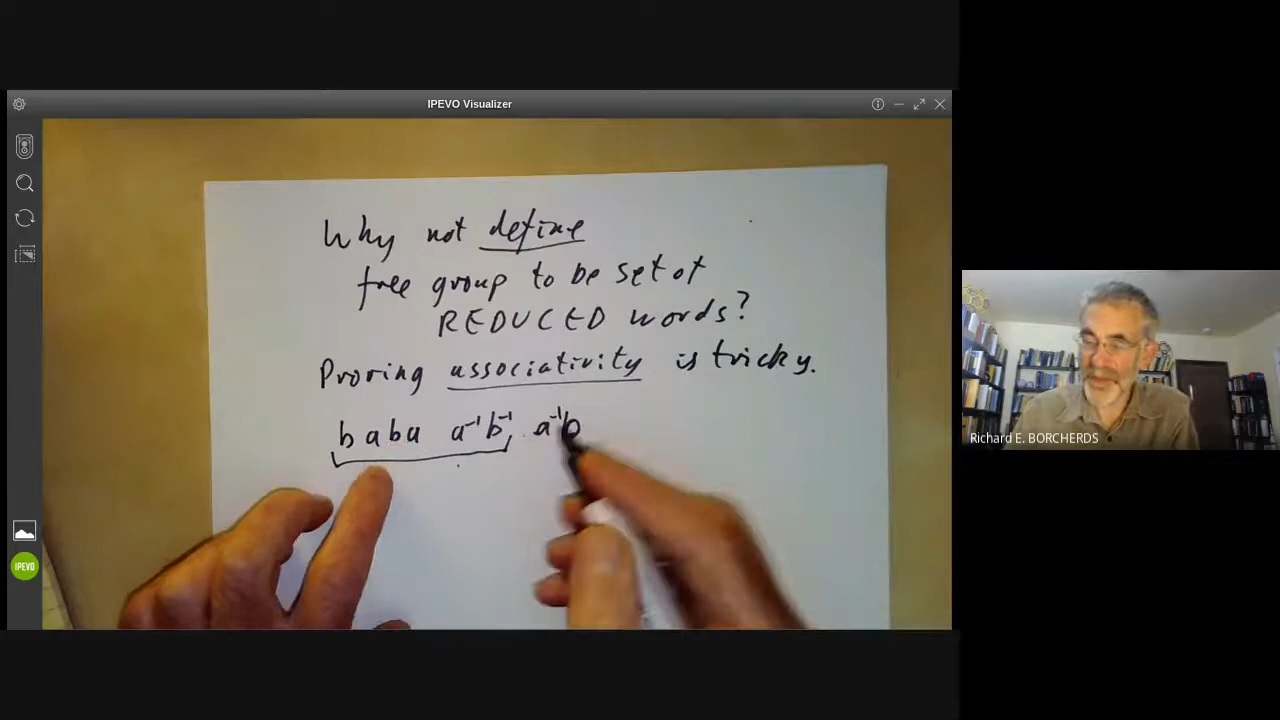 IPEVO Visualizer
Why not define
free group to be set of
REDUCED words?
Proving associativity is tricky.
b a b a a⁻¹ b⁻¹ a⁻¹ b
Richard E. BORCHERDS
IPEVO